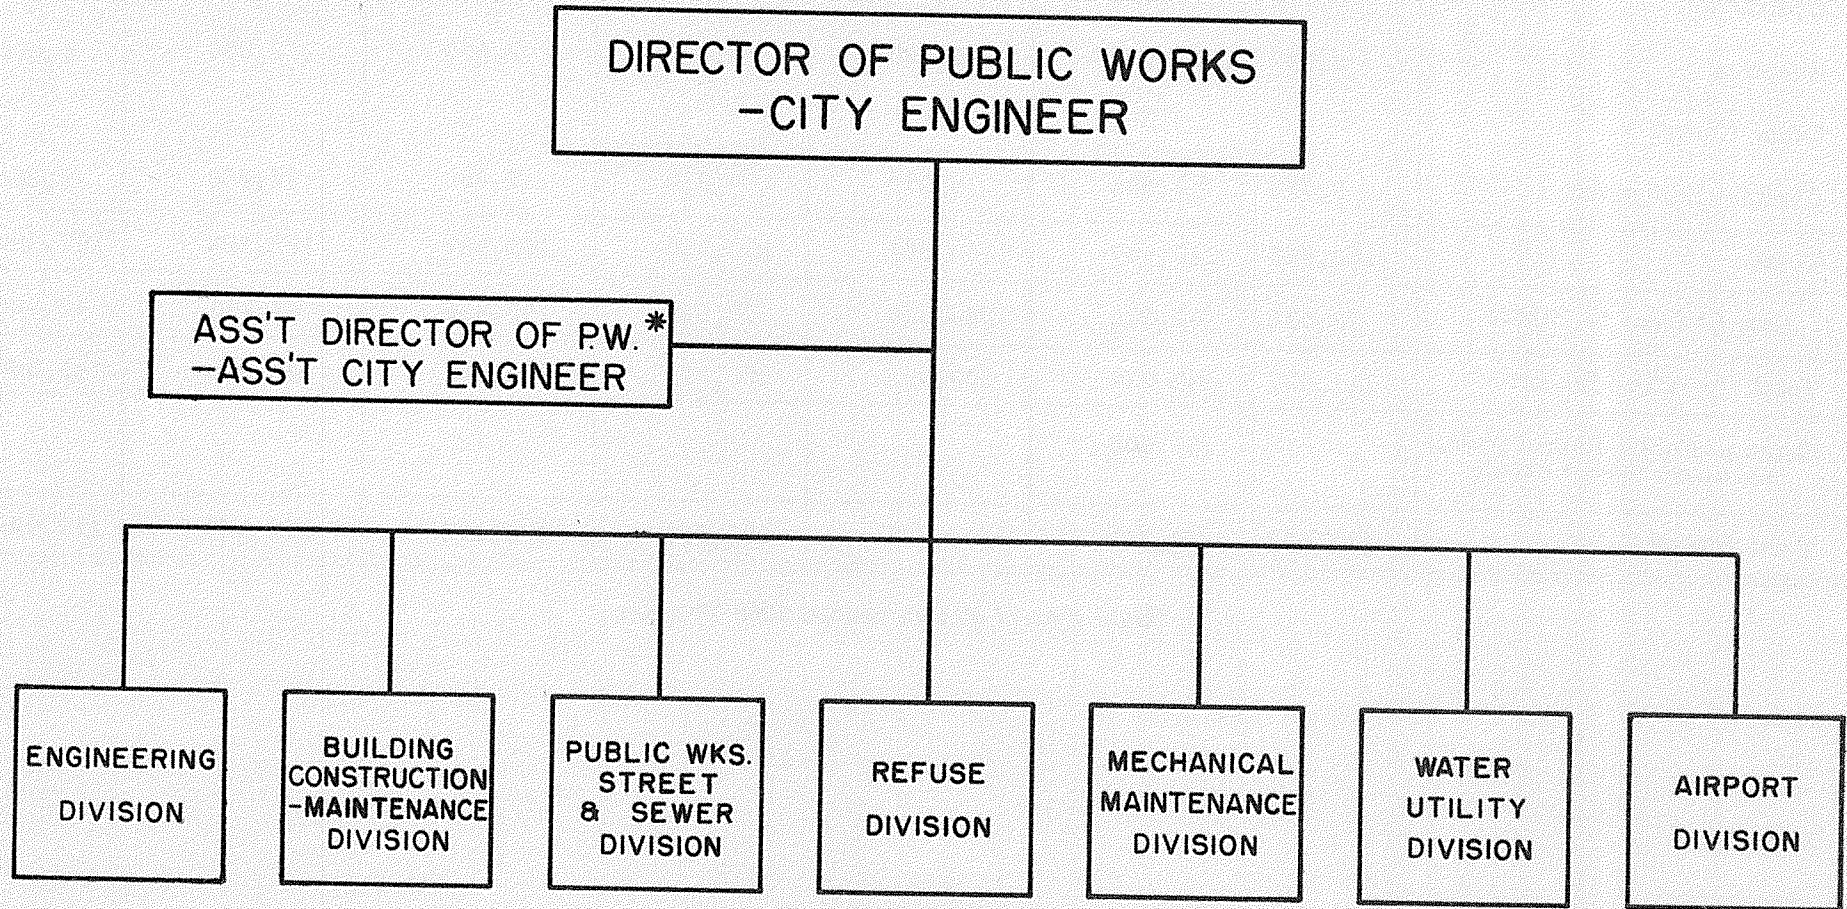 DIRECTOR OF PUBLIC WORKS
-CITY ENGINEER
ASS'T DIRECTOR OF P.W.*
-ASS'T CITY ENGINEER
ENGINEERING
DIVISION
BUILDING
CONSTRUCTION
-MAINTENANCE
DIVISION
PUBLIC WKS.
STREET
& SEWER
DIVISION
REFUSE
DIVISION
MECHANICAL
MAINTENANCE
DIVISION
WATER
UTILITY
DIVISION
AIRPORT
DIVISION